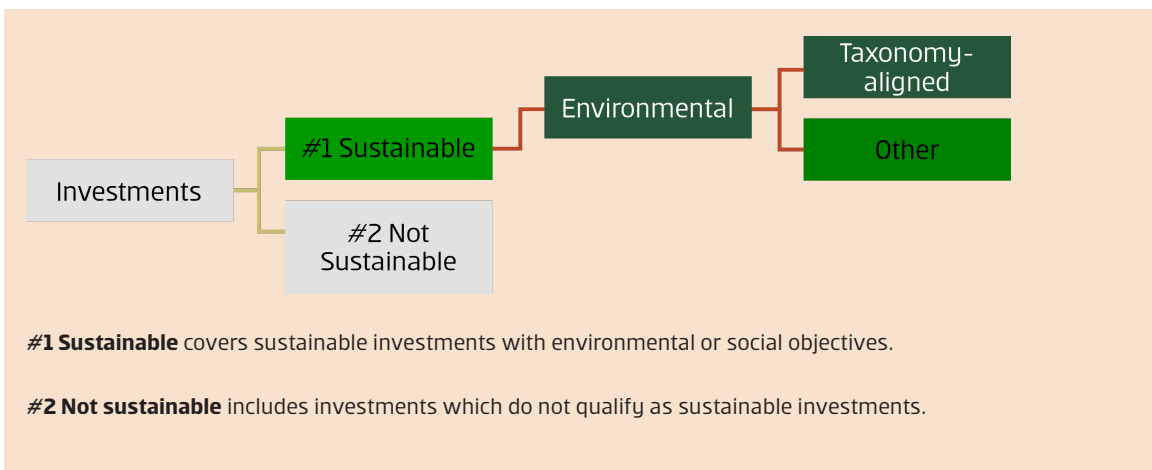 Taxonomy-
aligned
Environmental
#1 Sustainable
Other
Investments
#2 Not
Sustainable
#1 Sustainable covers sustainable investments with environmental or social objectives.
#2 Not sustainable includes investments which do not qualify as sustainable investments.